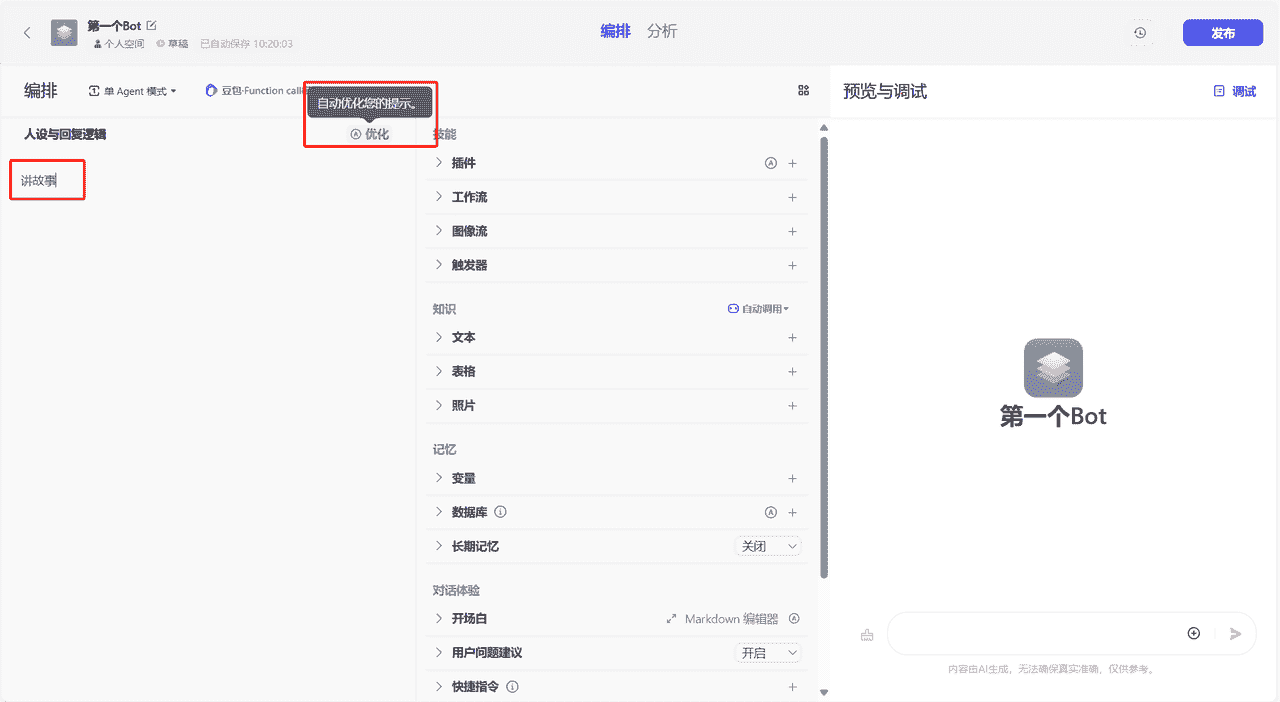 第一个Bot
个人空间 草稿 已自动保存 10:20:03
编排 分析
发布
编排
单 Agent 模式
豆包·Function call
自动优化您的提示。
预览与调试
调试
人设与回复逻辑
优化
讲故事
技能
插件
工作流
图像流
触发器
知识
自动调用
文本
表格
照片
记忆
变量
数据库
长期记忆
关闭
对话体验
开场白
Markdown 编辑器
用户问题建议
开启
快捷指令
第一个Bot
内容由AI生成，无法确保真实准确，仅供参考。